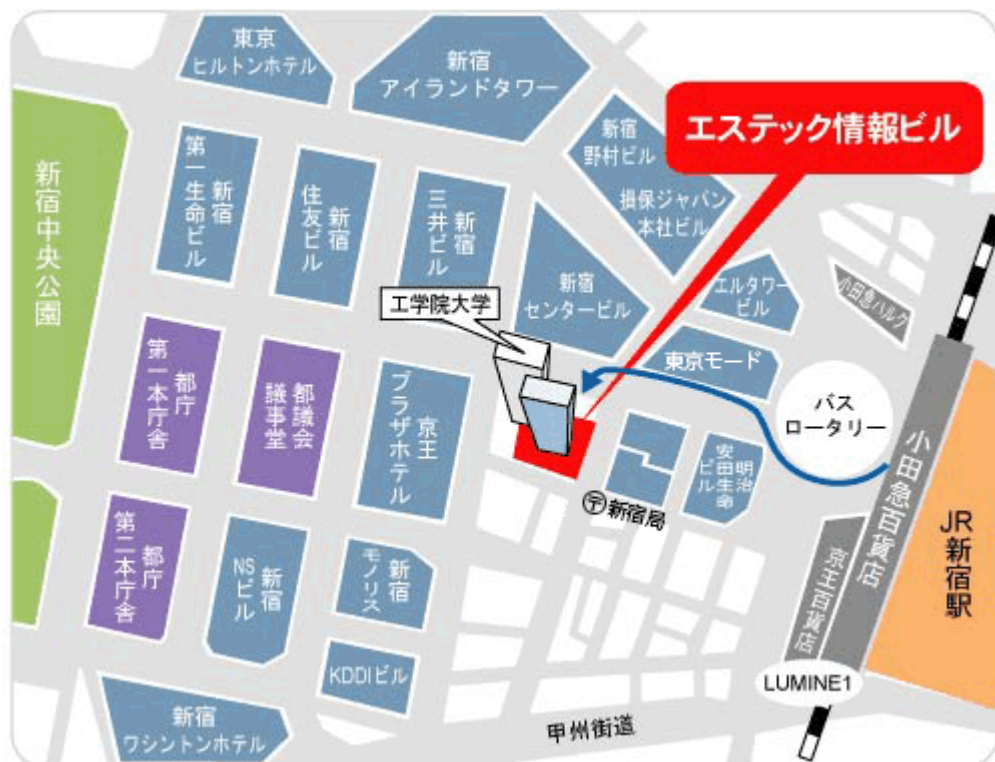 東京
ヒルトンホテル
新宿
アイランドタワー
新宿
野村ビル
損保ジャパン
本社ビル
エステック情報ビル
新宿中央公園
新宿
第一生命ビル
新宿
住友ビル
新宿
三井ビル
新宿
センタービル
エルタワー
ビル
小田急ハルク
工学院大学
東京モード
バス
ロータリー
都庁
第一本庁舎
都議会
議事堂
京王
プラザホテル
明治
安田生命
ビル
〒新宿局
小田急百貨店
京王百貨店
JR
新宿駅
都庁
第二本庁舎
新宿
NSビル
新宿
モノリス
KDDIビル
LUMINE1
新宿
ワシントンホテル
甲州街道